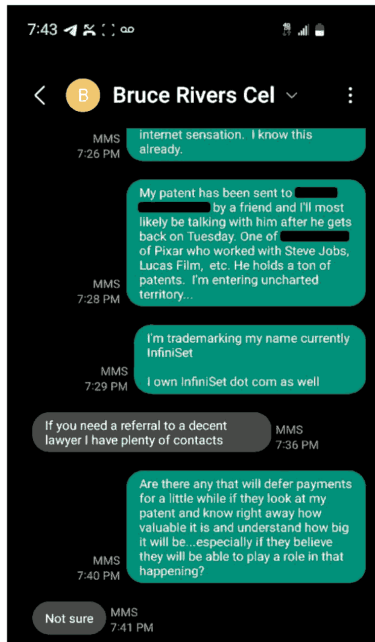 7:43
B Bruce Rivers Cel
internet sensation. I know this
already.
MMS
7:26 PM
My patent has been sent to
by a friend and I'll most
likely be talking with him after he gets
back on Tuesday. One of
of Pixar who worked with Steve Jobs,
Lucas Film, etc. He holds a ton of
patents. I'm entering uncharted
territory...
MMS
7:28 PM
I'm trademarking my name currently
InfiniSet
I own InfiniSet dot com as well
MMS
7:29 PM
If you need a referral to a decent
lawyer I have plenty of contacts
MMS
7:36 PM
Are there any that will defer payments
for a little while if they look at my
patent and know right away how
valuable it is and understand how big
it will be...especially if they believe
they will be able to play a role in that
happening?
MMS
7:40 PM
Not sure
MMS
7:41 PM